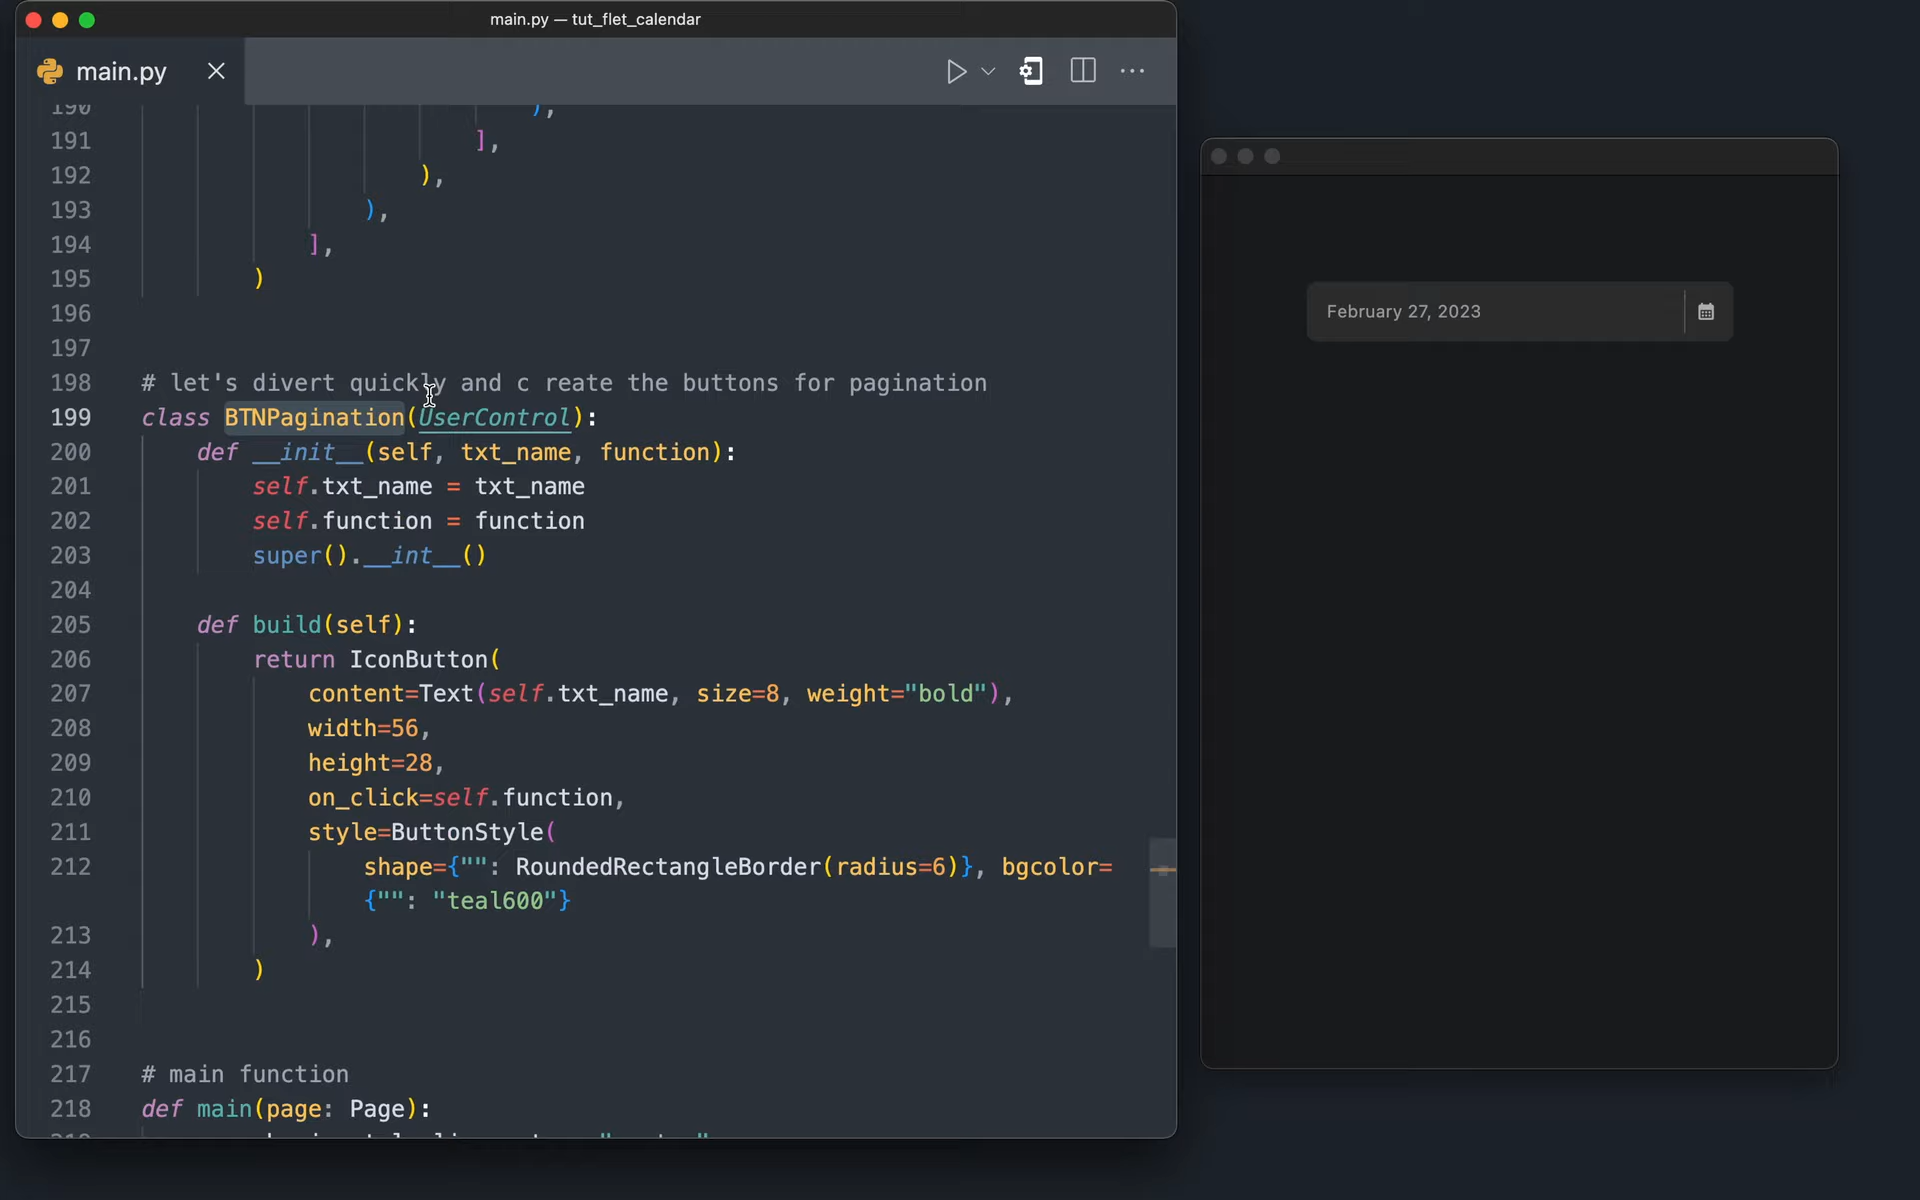 main.py — tut_flet_calendar
main.py
190 ),
191 ],
192 ),
193 ),
194 ],
195 )
196
197
198 # let's divert quickly and c reate the buttons for pagination
199 class BTNPagination(UserControl):
200 def __init__(self, txt_name, function):
201 self.txt_name = txt_name
202 self.function = function
203 super().__int__()
204
205 def build(self):
206 return IconButton(
207 content=Text(self.txt_name, size=8, weight="bold"),
208 width=56,
209 height=28,
210 on_click=self.function,
211 style=ButtonStyle(
212 shape={"": RoundedRectangleBorder(radius=6)}, bgcolor=
{"": "teal600"}
213 ),
214 )
215
216
217 # main function
218 def main(page: Page):
February 27, 2023